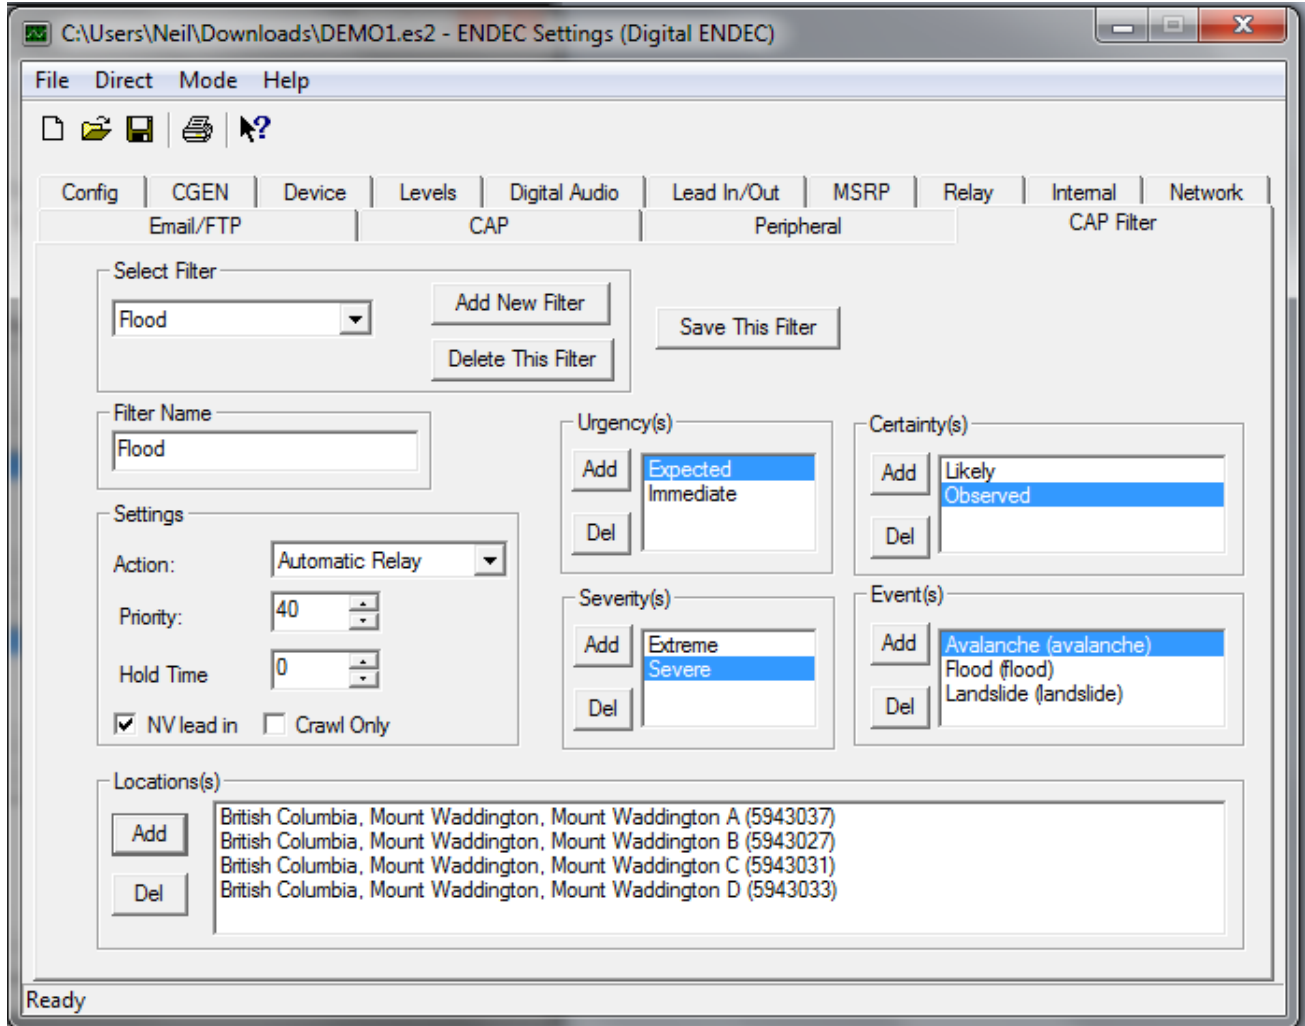 C:\Users\Neil\Downloads\DEMO1.es2 - ENDEC Settings (Digital ENDEC)
File Direct Mode Help
Config CGEN Device Levels Digital Audio Lead In/Out MSRP Relay Internal Network
Email/FTP CAP Peripheral CAP Filter
Select Filter
Flood
Add New Filter
Delete This Filter
Save This Filter
Filter Name
Flood
Settings
Action: Automatic Relay
Priority: 40
Hold Time 0
NV lead in Crawl Only
Urgency(s)
Add
Del
Expected
Immediate
Certainty(s)
Add
Del
Likely
Observed
Severity(s)
Add
Del
Extreme
Severe
Event(s)
Add
Del
Avalanche (avalanche)
Flood (flood)
Landslide (landslide)
Locations(s)
Add
Del
British Columbia, Mount Waddington, Mount Waddington A (5943037)
British Columbia, Mount Waddington, Mount Waddington B (5943027)
British Columbia, Mount Waddington, Mount Waddington C (5943031)
British Columbia, Mount Waddington, Mount Waddington D (5943033)
Ready